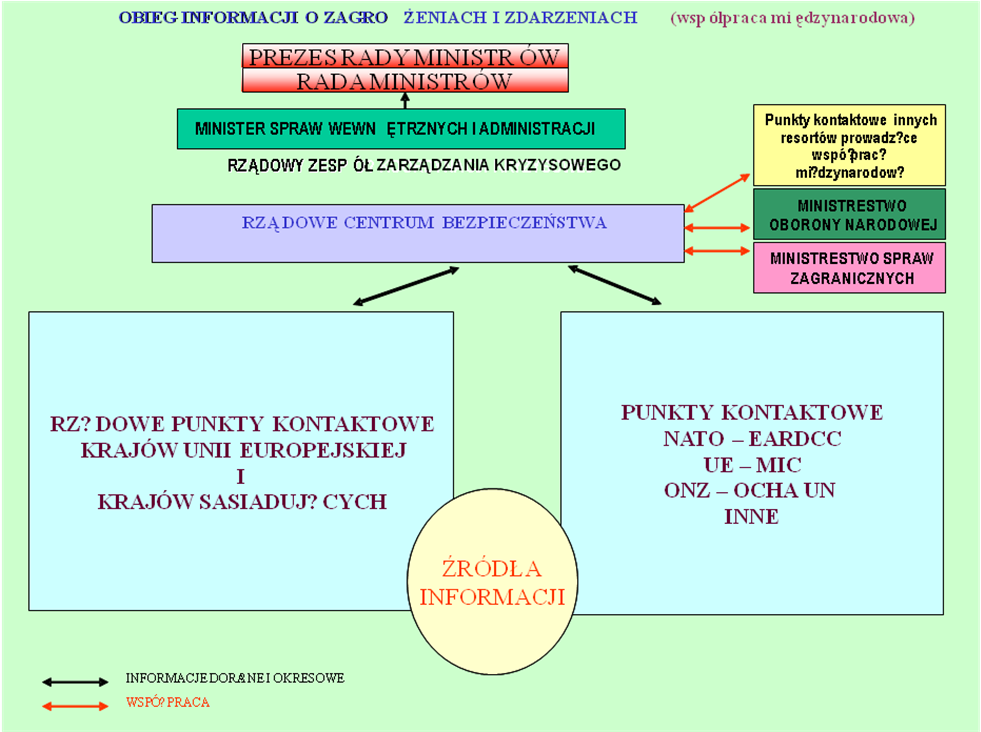 OBIEG INFORMACJI O ZAGRO ŻENIACH I ZDARZENIACH (wsp ółpraca mi ędzynarodowa)
PREZES RADY MINISTR ÓW
RADA MINISTRÓW
MINISTER SPRAW WEWN ĘTRZNYCH I ADMINISTRACJI
RZĄDOWY ZESP ÓŁ ZARZĄDZANIA KRYZYSOWEGO
Punkty kontaktowe innych
resortów prowadz?ce
wspó?prac?
mi?dzynarodow?
RZĄDOWE CENTRUM BEZPIECZEŃSTWA
MINISTRESTWO
OBORONY NARODOWEJ
MINISTRESTWO SPRAW
ZAGRANICZNYCH
RZ? DOWE PUNKTY KONTAKTOWE
KRAJÓW UNII EUROPEJSKIEJ
I
KRAJÓW SASIADUJ? CYCH
PUNKTY KONTAKTOWE
NATO – EARDCC
UE – MIC
ONZ – OCHA UN
INNE
ŹRÓDŁA
INFORMACJI
INFORMACJE DORA?NE I OKRESOWE
WSPÓ? PRACA